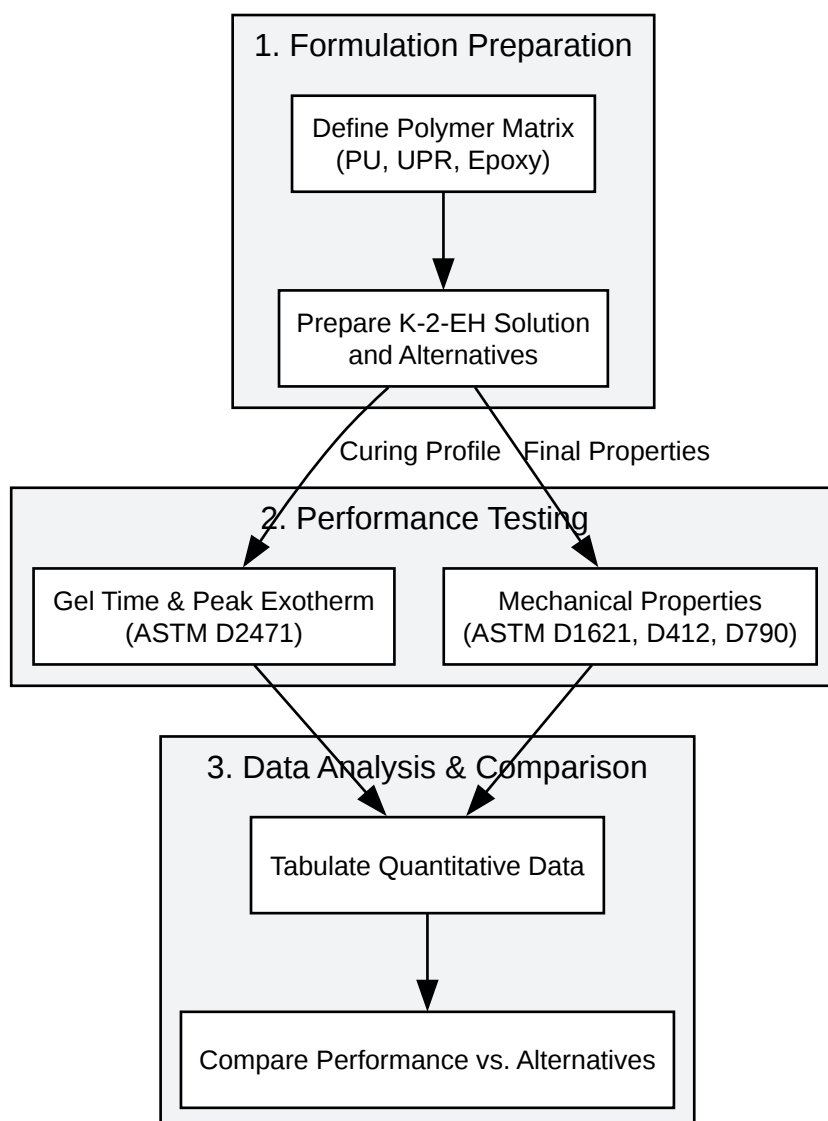 1. Formulation Preparation
Define Polymer Matrix
(PU, UPR, Epoxy)
Prepare K-2-EH Solution
and Alternatives
Curing Profile
Final Properties
2. Performance Testing
Gel Time & Peak Exotherm
(ASTM D2471)
Mechanical Properties
(ASTM D1621, D412, D790)
3. Data Analysis & Comparison
Tabulate Quantitative Data
Compare Performance vs. Alternatives